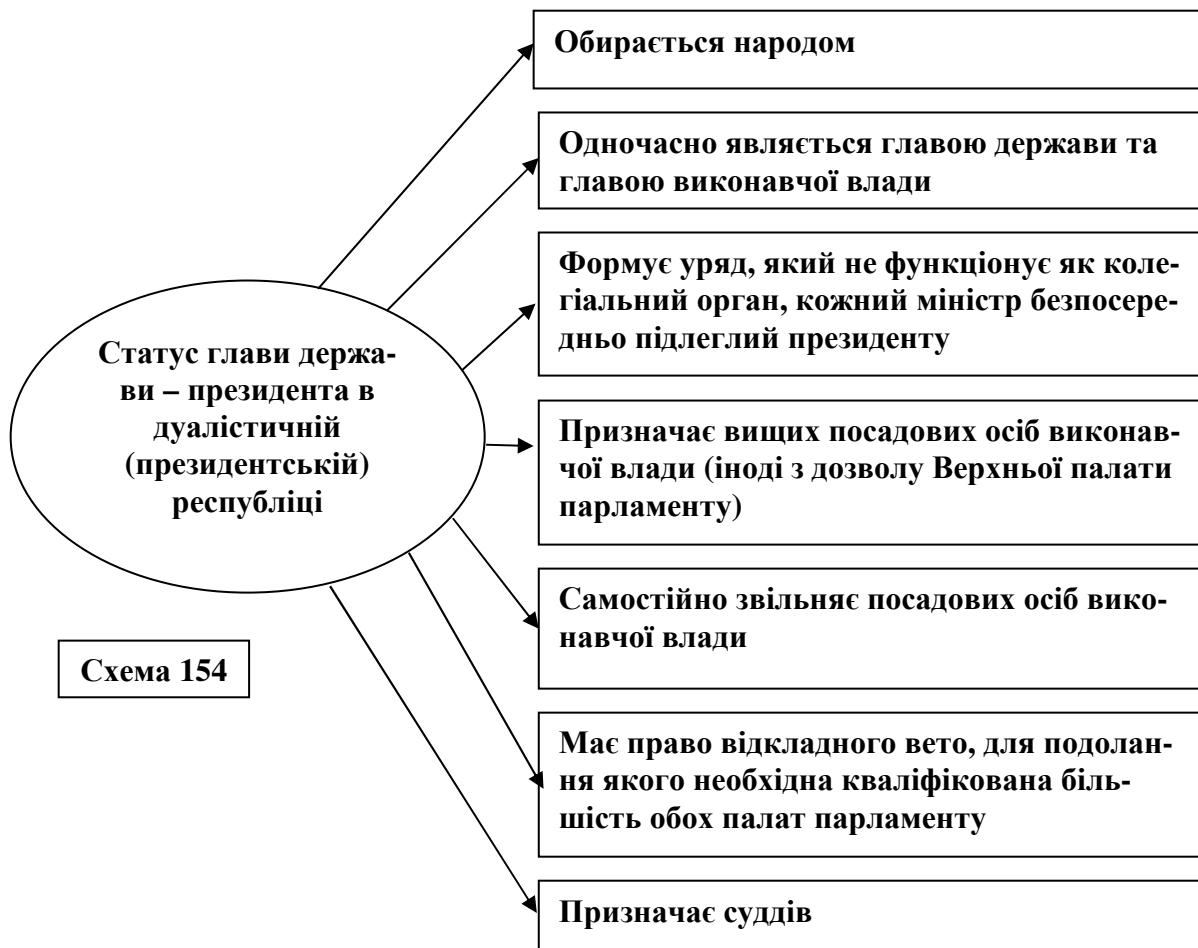 Обирається народом
Одночасно являється главою держави та
главою виконавчої влади
Формує уряд, який не функціонує як коле-
гіальний орган, кожний міністр безпосере-
дньо підлеглий президенту
Статус глави держа-
ви – президента в
дуалістичній
(президентській)
республіці
Призначає вищих посадових осіб виконав-
чої влади (іноді з дозволу Верхньої палати
парламенту)
Самостійно звільняє посадових осіб вико-
навчої влади
Схема 154
Має право відкладного вето, для подолан-
ня якого необхідна кваліфікована біль-
шість обох палат парламенту
Призначає суддів